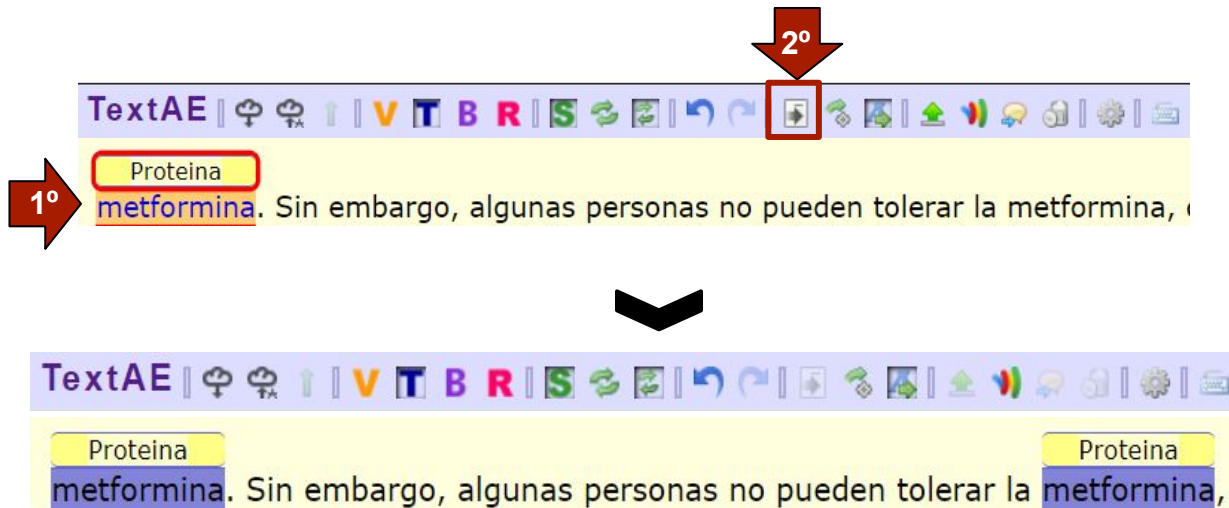 2º
TextAE V T B R S
Proteina
1º metformina. Sin embargo, algunas personas no pueden tolerar la metformina,
TextAE V T B R S
Proteina Proteina
metformina. Sin embargo, algunas personas no pueden tolerar la metformina,